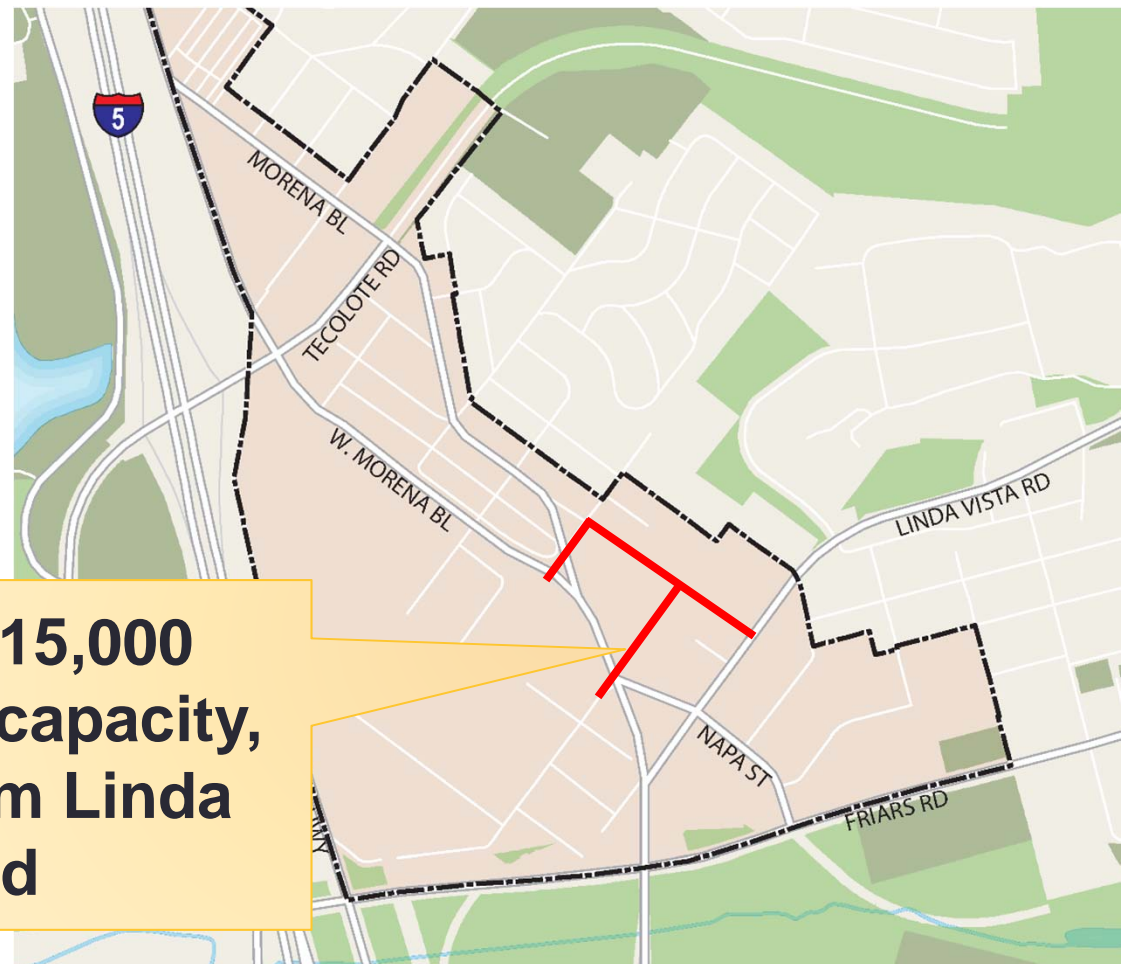 5
MORENA BL
TECOLOTE RD
W. MORENA BL
LINDA VISTA RD
15,000
capacity,
m Linda
d
NAPA ST
FRIARS RD